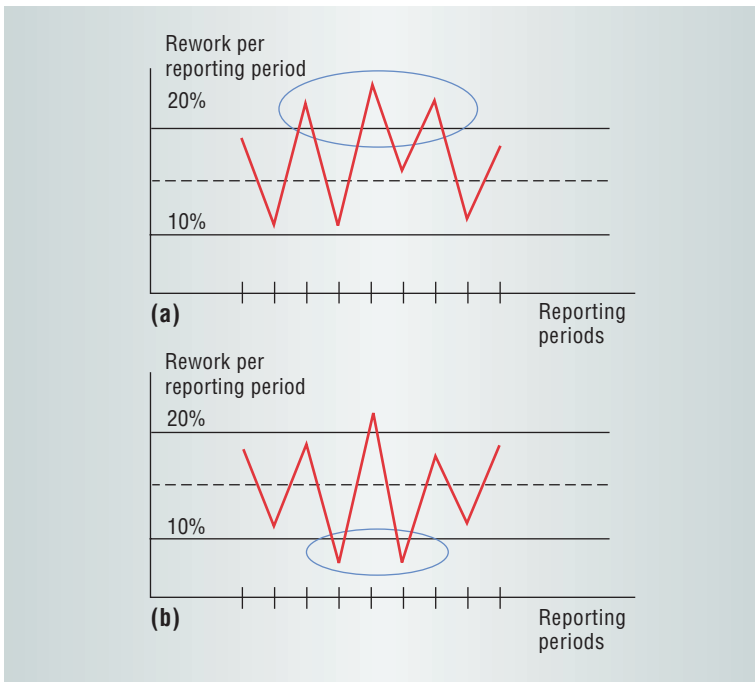 Rework per
reporting period
20%
10%
(a)
Reporting
periods
Rework per
reporting period
20%
10%
(b)
Reporting
periods